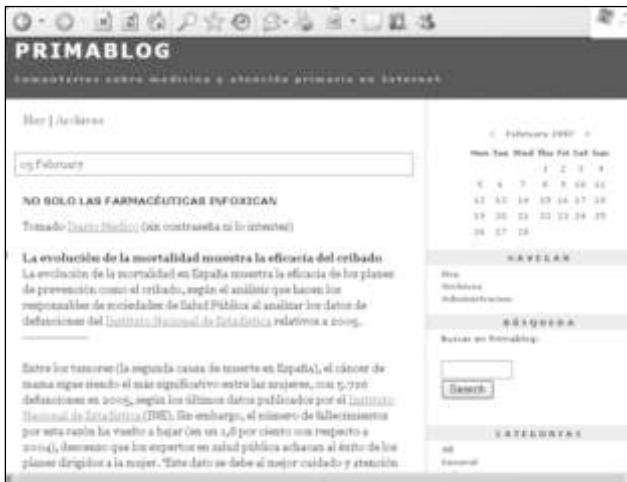 PRIMABLOG
Comentarios sobre medicina y atención primaria en Internet
Hoy | Archivos
05 February
NO SOLO LAS FARMACÉUTICAS INFOXICAN
Tomado Diario Medico (sin contraseña ni lo intentes)
La evolución de la mortalidad muestra la eficacia del cribado
La evolución de la mortalidad en España muestra la eficacia de los planes
de prevención como el cribado, según el análisis que hacen los
responsables de sociedades de Salud Pública al analizar los datos de
defunciones del Instituto Nacional de Estadística relativos a 2005.
Entre los tumores (la segunda causa de muerte en España), el cáncer de
mama sigue siendo el más significativo entre las mujeres, con 5.726
defunciones en 2005, según los últimos datos publicados por el Instituto
Nacional de Estadística (INE). Sin embargo, el número de fallecimientos
por esta razón ha vuelto a bajar (en un 1,8 por ciento con respecto a
2004), descenso que los expertos en salud pública achacan al éxito de los
planes dirigidos a la mujer. "Este dato se debe al mejor cuidado y atención
< February 2007 >
Mon Tue Wed Thu Fri Sat Sun
1 2 3 4
5 6 7 8 9 10 11
12 13 14 15 16 17 18
19 20 21 22 23 24 25
26 27 28
NAVEGAR
Hoy
Archivos
Administracion
BÚSQUEDA
Buscar en Primablog:
Search
CATEGORIAS
All
General